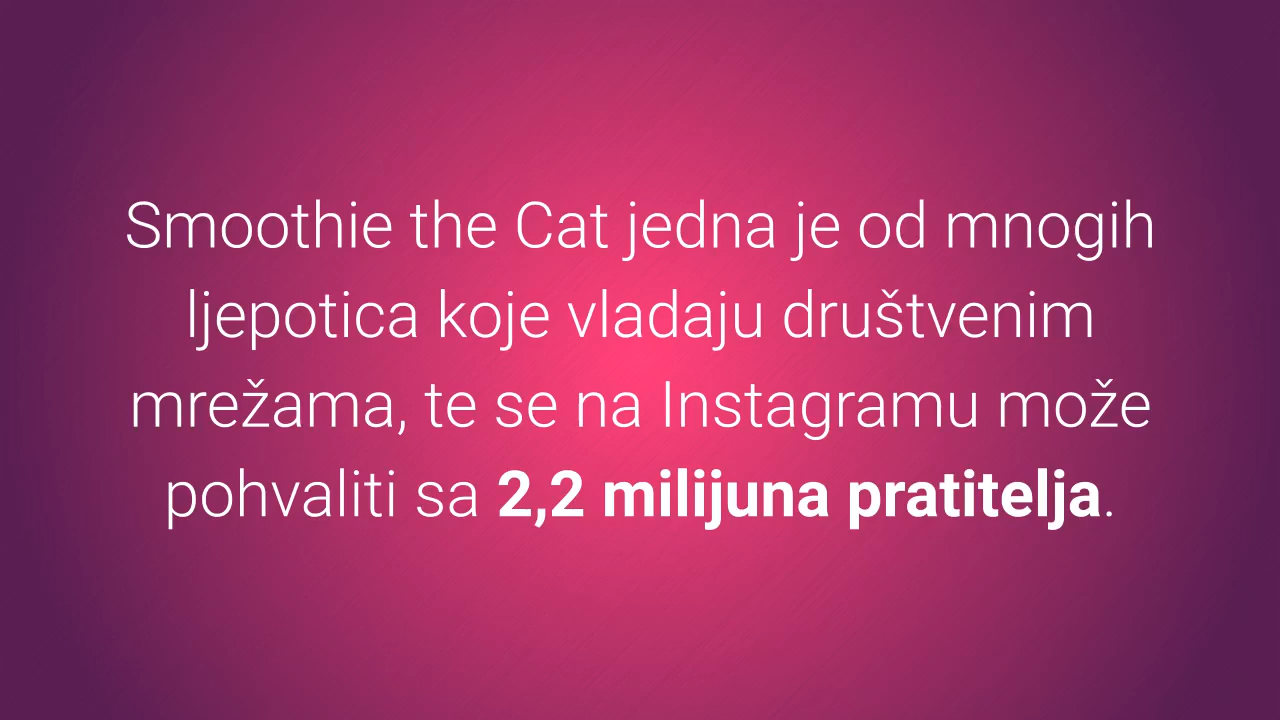 Smoothie the Cat jedna je od mnogih
ljepotica koje vladaju društvenim
mrežama, te se na Instagramu može
pohvaliti sa 2,2 milijuna pratitelja.